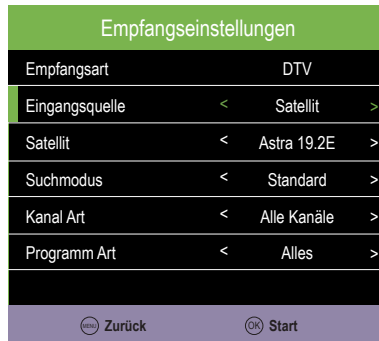 Empfangseinstellungen
Empfangsart DTV
Eingangsquelle < Satellit >
Satellit < Astra 19.2E >
Suchmodus < Standard >
Kanal Art < Alle Kanäle >
Programm Art < Alles >
MENU Zurück OK Start